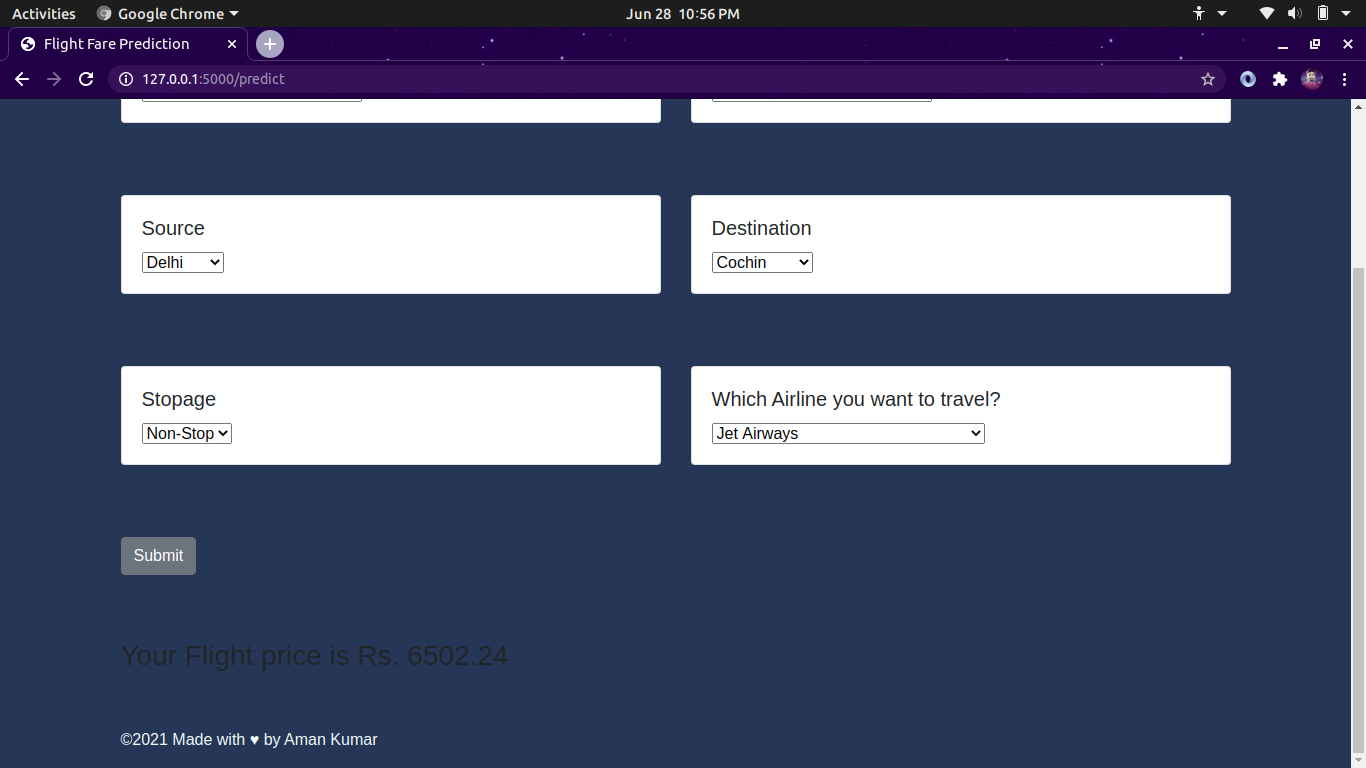 Activities Google Chrome Jun 28 10:56 PM
Flight Fare Prediction
127.0.0.1:5000/predict
Source Destination
Delhi Cochin
Stopage Which Airline you want to travel?
Non-Stop Jet Airways
Submit
Your Flight price is Rs. 6502.24
©2021 Made with ♥ by Aman Kumar